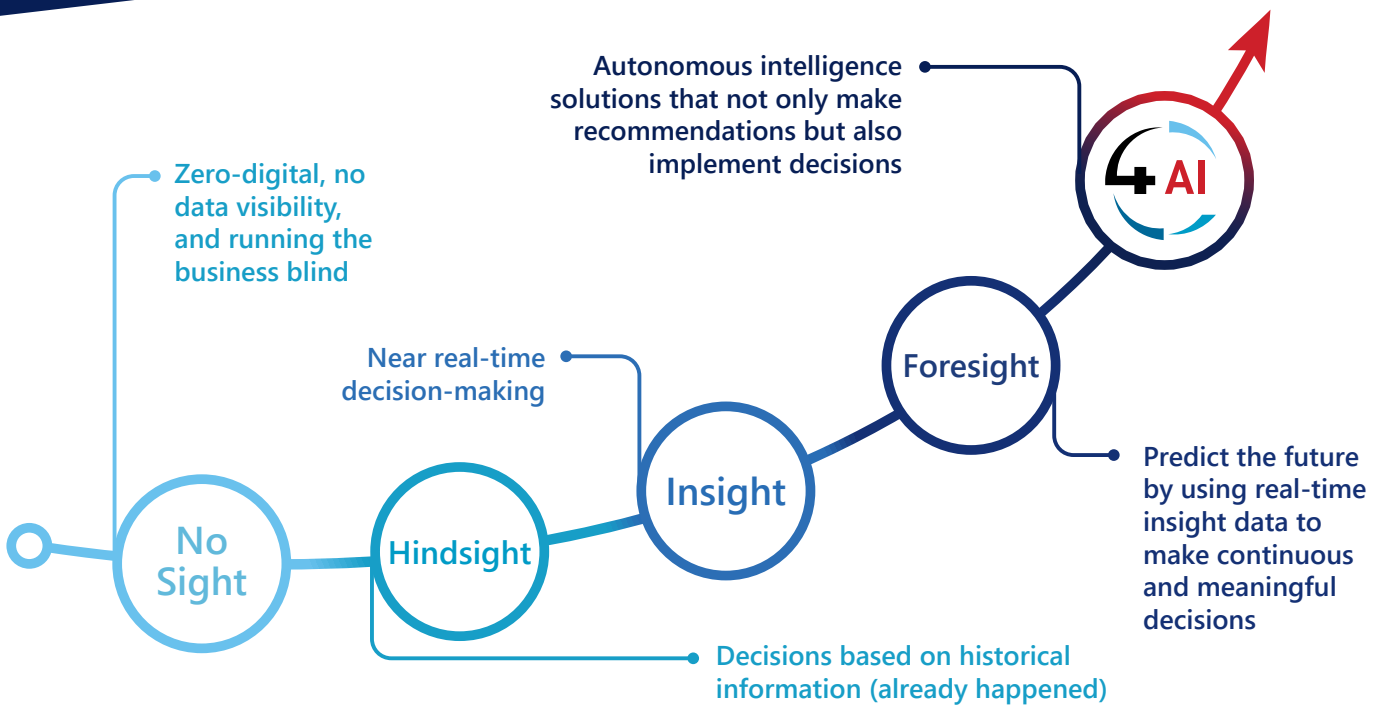 Autonomous intelligence
solutions that not only make
recommendations but also
implement decisions
4 AI
Zero-digital, no
data visibility,
and running the
business blind
Near real-time
decision-making
Foresight
Insight
Predict the future
by using real-time
insight data to
make continuous
and meaningful
decisions
No
Sight
Hindsight
Decisions based on historical
information (already happened)